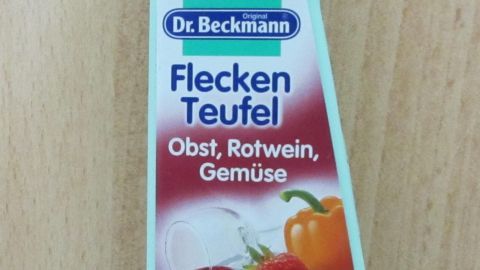 Original
Dr. Beckmann
Flecken
Teufel
Obst, Rotwein,
Gemüse